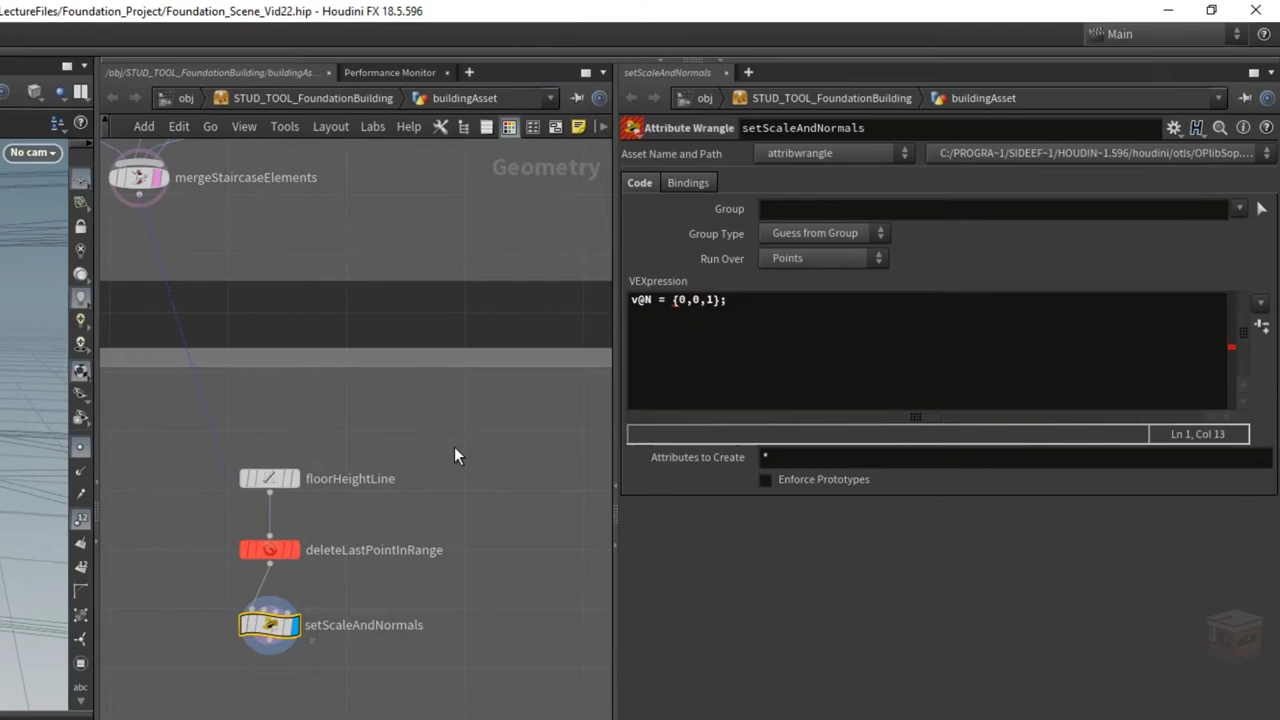 LectureFiles/Foundation_Project/Foundation_Scene_Vid22.hip - Houdini FX 18.5.596
Main
/obj/STUD_TOOL_FoundationBuilding/buildingAs...
Performance Monitor
setScaleAndNormals
obj
STUD_TOOL_FoundationBuilding
buildingAsset
obj
STUD_TOOL_FoundationBuilding
buildingAsset
Add Edit Go View Tools Layout Labs Help
Attribute Wrangle setScaleAndNormals
No cam
Geometry
mergeStaircaseElements
Asset Name and Path attribwrangle C:/PROGRA~1/SIDEEF~1/HOUDIN~1.596/houdini/otls/OPlibSop....
Code Bindings
Group
Group Type Guess from Group
Run Over Points
VEXpression
v@N = {0,0,1};
Ln 1, Col 13
Attributes to Create *
Enforce Prototypes
floorHeightLine
deleteLastPointInRange
setScaleAndNormals
12
abc